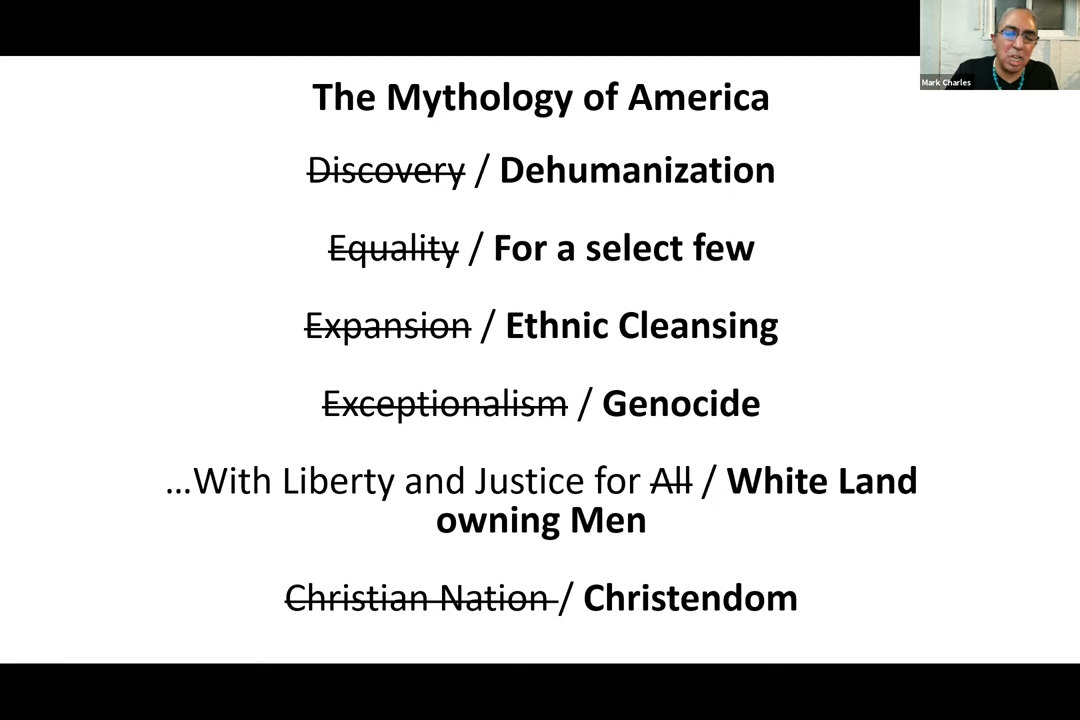 Mark Charles
The Mythology of America
Discovery / Dehumanization
Equality / For a select few
Expansion / Ethnic Cleansing
Exceptionalism / Genocide
...With Liberty and Justice for All / White Land
owning Men
Christian Nation / Christendom